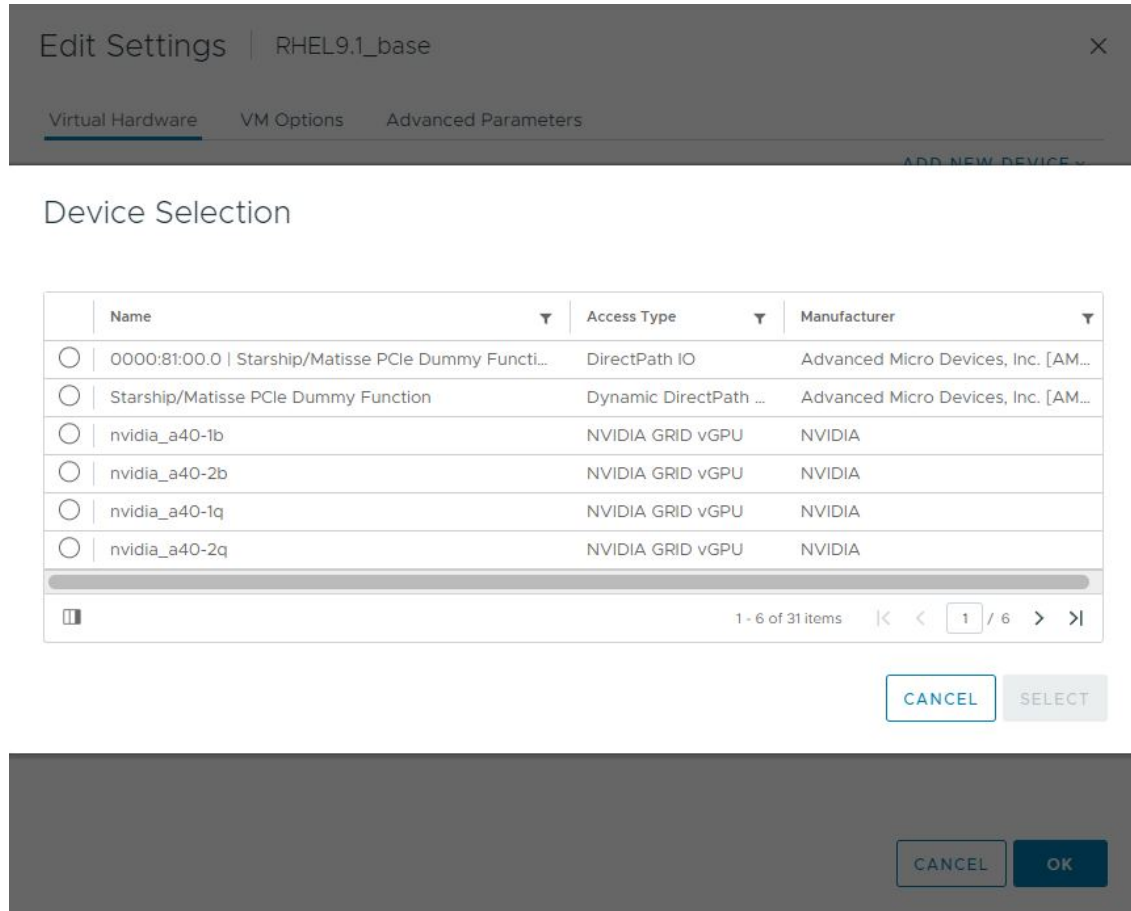 Edit Settings RHEL9.1_base
Virtual Hardware VM Options Advanced Parameters
ADD NEW DEVICE
Device Selection
Name Access Type Manufacturer
0000:81:00.0 | Starship/Matisse PCIe Dummy Functi... DirectPath IO Advanced Micro Devices, Inc. [AM...
Starship/Matisse PCIe Dummy Function Dynamic DirectPath ... Advanced Micro Devices, Inc. [AM...
nvidia_a40-1b NVIDIA GRID vGPU NVIDIA
nvidia_a40-2b NVIDIA GRID vGPU NVIDIA
nvidia_a40-1q NVIDIA GRID vGPU NVIDIA
nvidia_a40-2q NVIDIA GRID vGPU NVIDIA
1 - 6 of 31 items 1 / 6
CANCEL SELECT
CANCEL OK